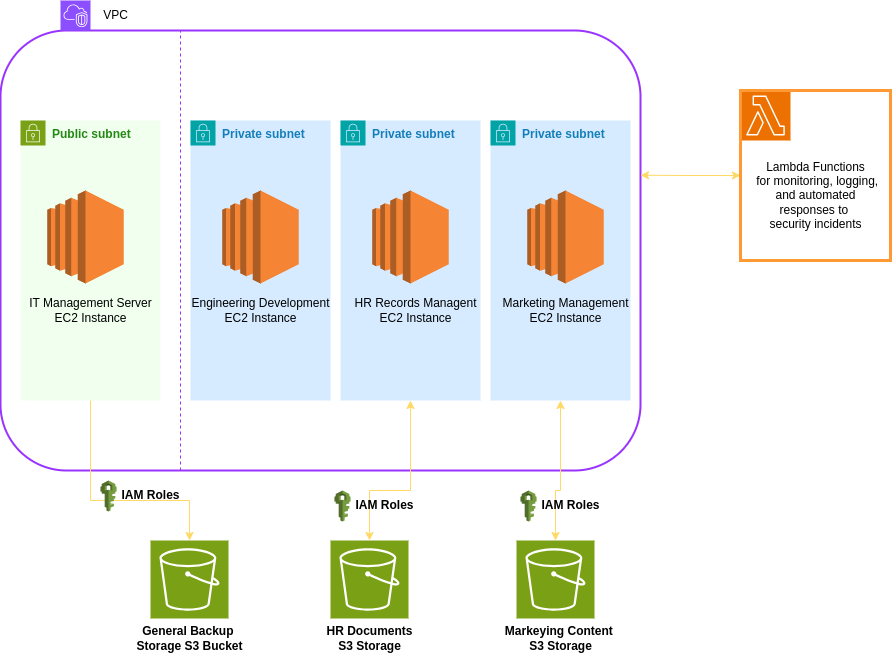 VPC
Public subnet
Private subnet
Private subnet
Private subnet
Lambda Functions
for monitoring, logging,
and automated
responses to
security incidents
IT Management Server
EC2 Instance
Engineering Development
EC2 Instance
HR Records Managent
EC2 Instance
Marketing Management
EC2 Instance
IAM Roles
IAM Roles
IAM Roles
General Backup
Storage S3 Bucket
HR Documents
S3 Storage
Markeying Content
S3 Storage